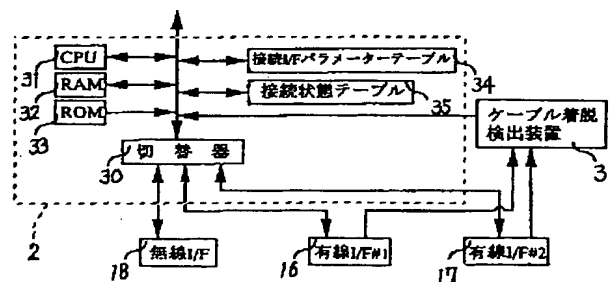 CPU
31
RAM
32
ROM
33
接続I/Fパラメーターテーブル
34
接続状態テーブル
35
ケーブル着脱
検出装置
3
切替器
30
2
無線I/F
18
有線I/F#1
16
有線I/F#2
17